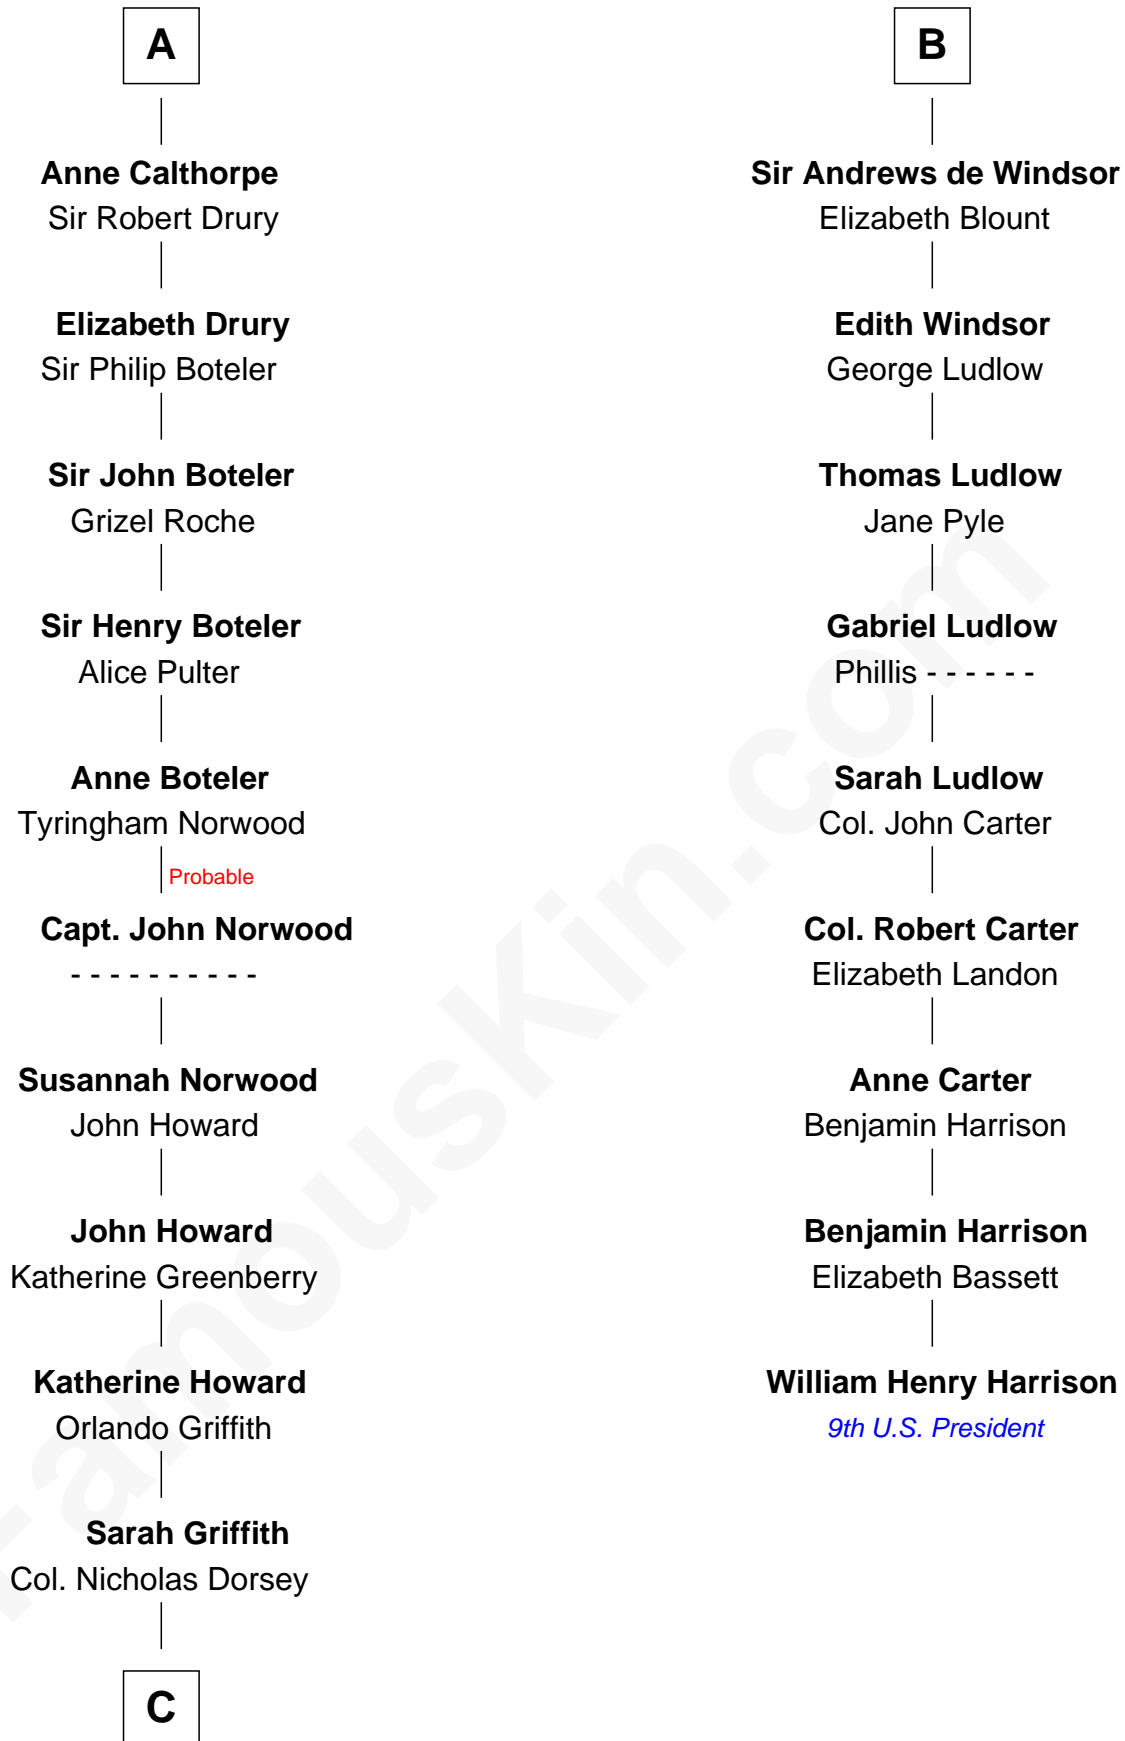 A
Anne Calthorpe
Sir Robert Drury
Elizabeth Drury
Sir Philip Boteler
Sir John Boteler
Grizel Roche
Sir Henry Boteler
Alice Pulter
Anne Boteler
Tyringham Norwood
Probable
Capt. John Norwood
- - - - - - - - - -
Susannah Norwood
John Howard
John Howard
Katherine Greenberry
Katherine Howard
Orlando Griffith
Sarah Griffith
Col. Nicholas Dorsey
C
B
Sir Andrews de Windsor
Elizabeth Blount
Edith Windsor
George Ludlow
Thomas Ludlow
Jane Pyle
Gabriel Ludlow
Phillis - - - - - -
Sarah Ludlow
Col. John Carter
Col. Robert Carter
Elizabeth Landon
Anne Carter
Benjamin Harrison
Benjamin Harrison
Elizabeth Bassett
William Henry Harrison
9th U.S. President
FamousKin.com